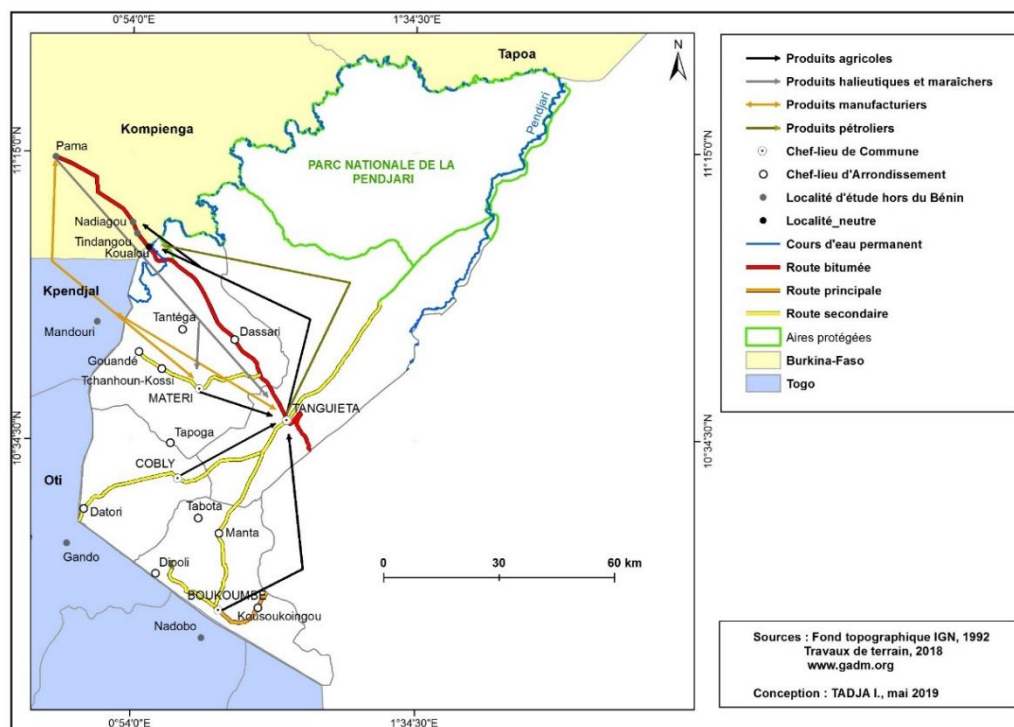 0°54'0"E
1°34'30"E
N
Tapoa
Pendjari
Kompienga
11°15'0"N
11°15'0"N
Pama
PARC NATIONALE DE LA
PENDJARI
Nadiagou
Tindangou
Koualou
Kpendjal
Tantéga
Mandouri
Dassari
Gouandé
Tchanhoun-Kossi
MATERI
TANGUIETA
10°34'30"N
10°34'30"N
Tapoga
COBLY
Oti
Datori
Tabota
Manta
Gando
Dipoli
BOUKOUMBE
Kousoukoingou
Nadobo
0 30 60 km
0°54'0"E
1°34'30"E
Produits agricoles
Produits halieutiques et maraîchers
Produits manufacturiers
Produits pétroliers
Chef-lieu de Commune
Chef-lieu d'Arrondissement
Localité d'étude hors du Bénin
Localité_neutre
Cours d'eau permanent
Route bitumée
Route principale
Route secondaire
Aires protégées
Burkina-Faso
Togo
Sources : Fond topographique IGN, 1992
Travaux de terrain, 2018
www.gadm.org
Conception : TADJA I., mai 2019